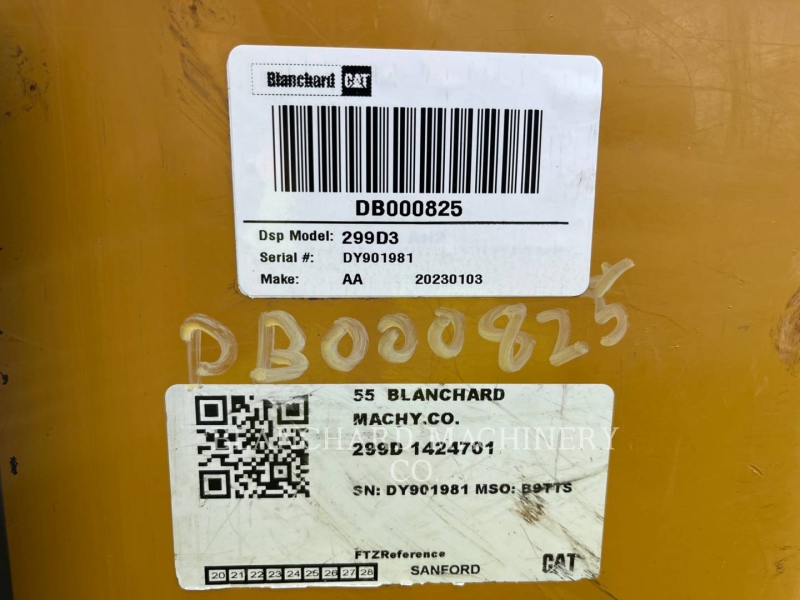 Blanchard CAT
DB000825
Dsp Model: 299D3
Serial #: DY901981
Make: AA 20230103
DB000825
55 BLANCHARD
MACHY.CO.
BLANCHARD MACHINERY
299D 1424701
CO
SN: DY901981 MSO: B9TTS
FTZReference
20 21 22 23 24 25 26 27 28 SANFORD CAT